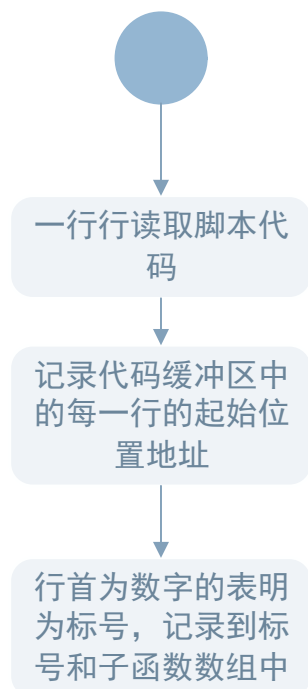 一行行读取脚本代
码
记录代码缓冲区中
的每一行的起始位
置地址
行首为数字的表明
为标号，记录到标
号和子函数数组中